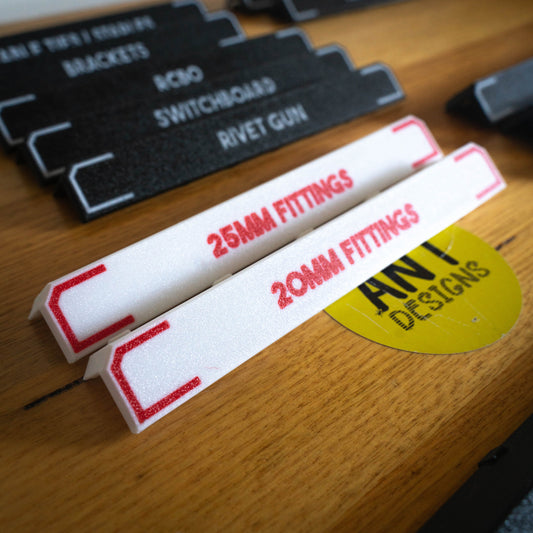 BRACKETS
RCBO
SWITCHBOARD
RIVET GUN
25MM FITTINGS
20MM FITTINGS
ANT
DESIGNS